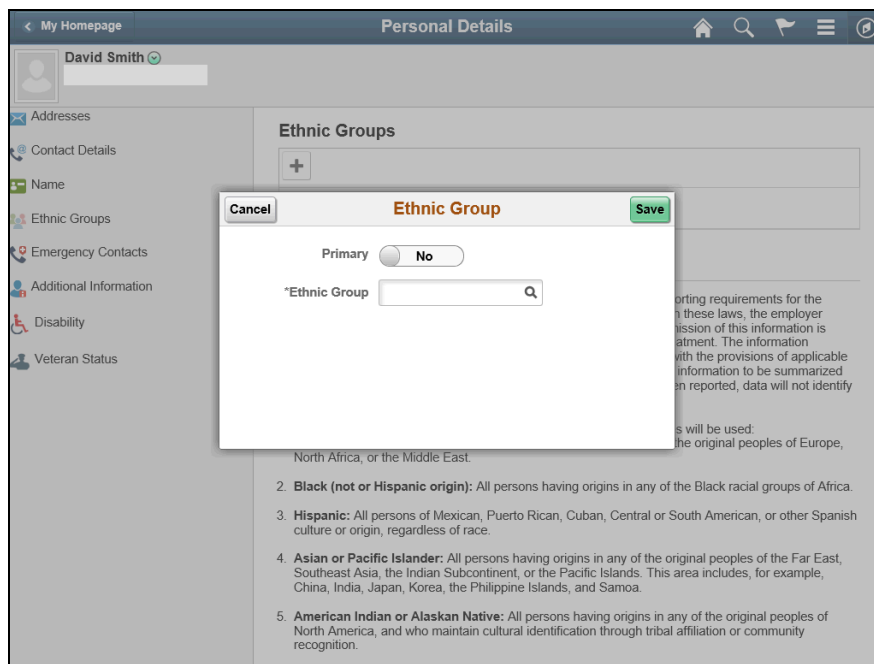 My Homepage
Personal Details
David Smith
Addresses
Contact Details
Name
Ethnic Groups
Emergency Contacts
Additional Information
Disability
Veteran Status
Ethnic Groups
Cancel
Ethnic Group
Save
Primary
No
*Ethnic Group
orting requirements for the
these laws, the employer
ission of this information is
atment. The information
with the provisions of applicable
information to be summarized
en reported, data will not identify
s will be used:
the original peoples of Europe,
North Africa, or the Middle East.
2. Black (not or Hispanic origin): All persons having origins in any of the Black racial groups of Africa.
3. Hispanic: All persons of Mexican, Puerto Rican, Cuban, Central or South American, or other Spanish
culture or origin, regardless of race.
4. Asian or Pacific Islander: All persons having origins in any of the original peoples of the Far East,
Southeast Asia, the Indian Subcontinent, or the Pacific Islands. This area includes, for example,
China, India, Japan, Korea, the Philippine Islands, and Samoa.
5. American Indian or Alaskan Native: All persons having origins in any of the original peoples of
North America, and who maintain cultural identification through tribal affiliation or community
recognition.